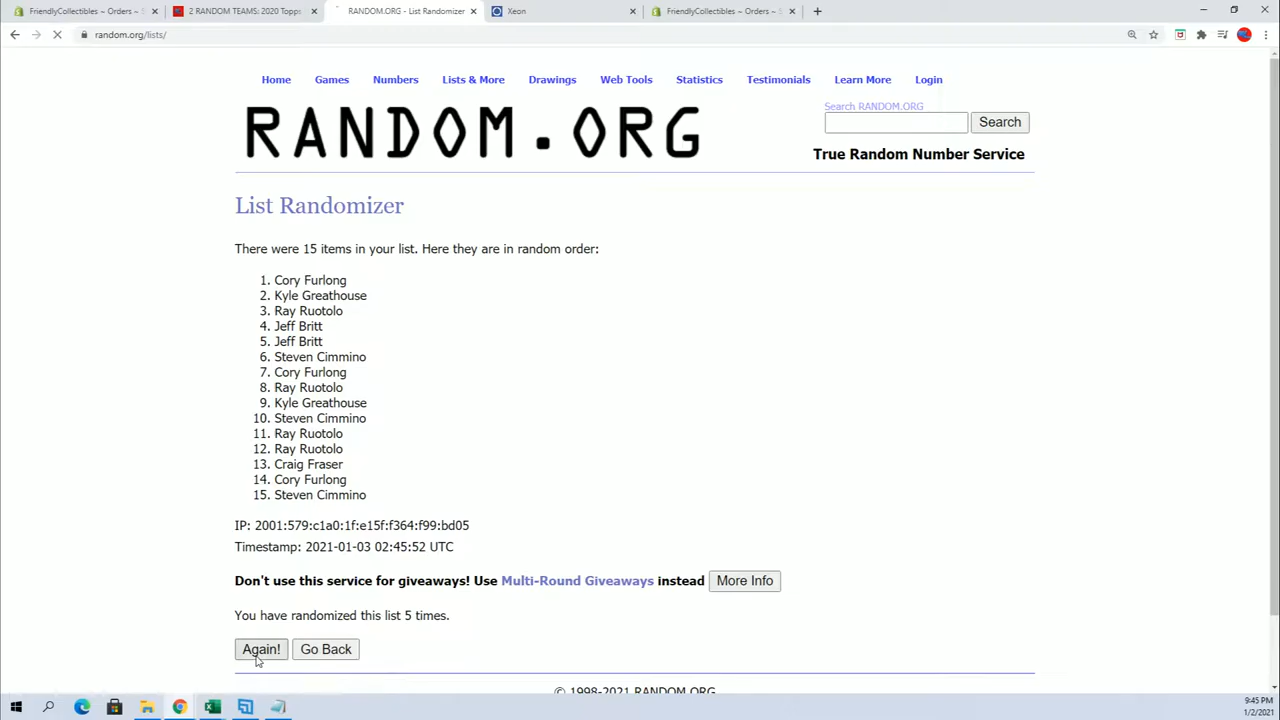 FriendlyCollectibles ~ Orders ~ S
2 RANDOM TEAMS: 2020 Topps
RANDOM.ORG - List Randomizer
Xeon
FriendlyCollectibles ~ Orders ~ S
random.org/lists/
Home Games Numbers Lists & More Drawings Web Tools Statistics Testimonials Learn More Login
RANDOM.ORG
Search RANDOM.ORG
Search
True Random Number Service
List Randomizer
There were 15 items in your list. Here they are in random order:
1. Cory Furlong
2. Kyle Greathouse
3. Ray Ruotolo
4. Jeff Britt
5. Jeff Britt
6. Steven Cimmino
7. Cory Furlong
8. Ray Ruotolo
9. Kyle Greathouse
10. Steven Cimmino
11. Ray Ruotolo
12. Ray Ruotolo
13. Craig Fraser
14. Cory Furlong
15. Steven Cimmino
IP: 2001:579:c1a0:1f:e15f:f364:f99:bd05
Timestamp: 2021-01-03 02:45:52 UTC
Don't use this service for giveaways! Use Multi-Round Giveaways instead More Info
You have randomized this list 5 times.
Again! Go Back
© 1998-2021 RANDOM.ORG
9:45 PM
1/2/2021